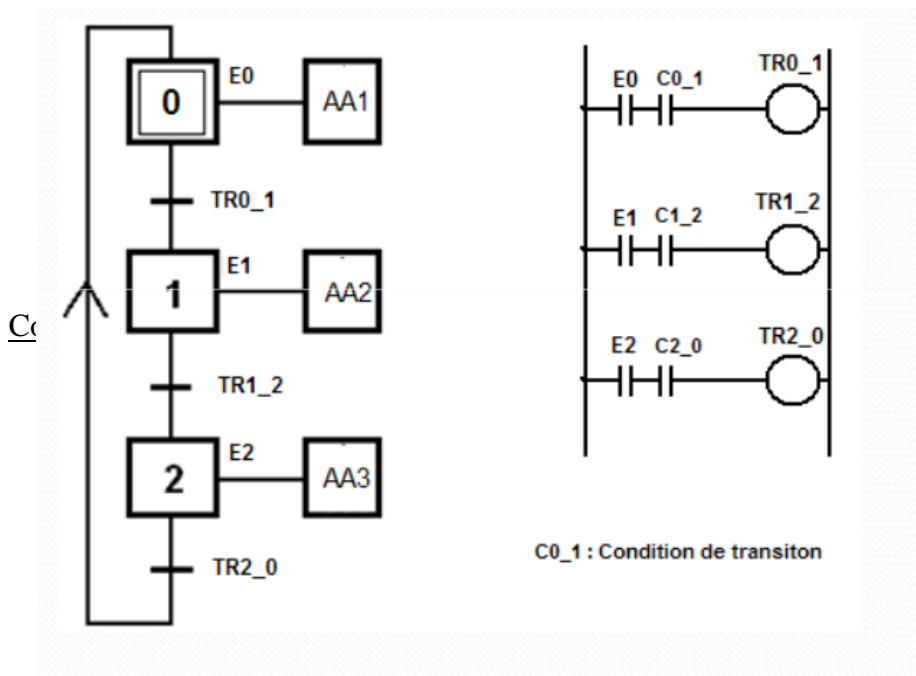 0
E0
AA1
TR0_1
1
E1
AA2
TR1_2
2
E2
AA3
TR2_0
E0 C0_1 TR0_1
E1 C1_2 TR1_2
E2 C2_0 TR2_0
C0_1 : Condition de transiton